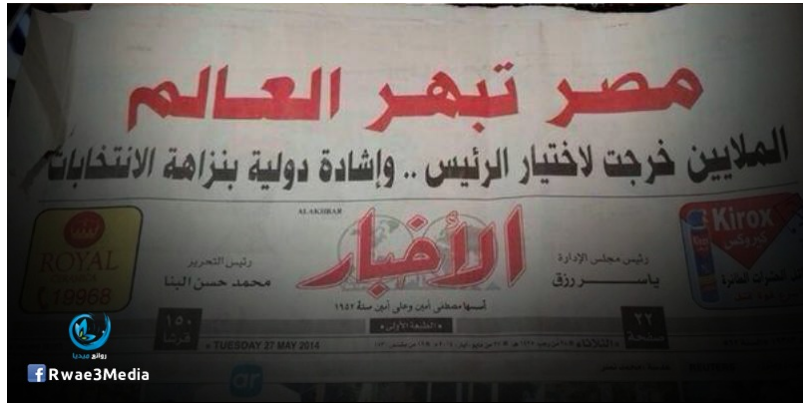 مصر تبهر العالم
الملايين خرجت لاختيار الرئيس .. وإشادة دولية بنزاهة الانتخابات
AL-AKHBAR
الأخبار
Kirox
كيروكس
رئيس مجلس الإدارة
ياسر رزق
رئيس التحرير
محمد حسن البنا
ROYAL
19968
أسسها مصطفى أمين وعلى أمين سنة ١٩٥٢
الطبعة الأولى
٢٢ صفحة
الثلاثاء
TUESDAY 27 MAY 2014
١٥٠ قرشا
روائع ميديا
Rwae3Media